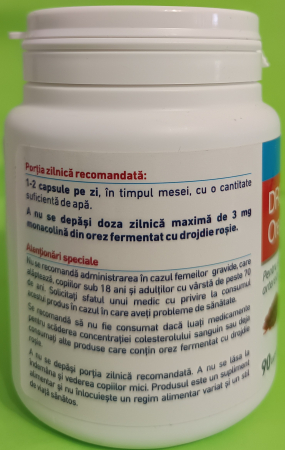 Porția zilnică recomandată:
1-2 capsule pe zi, în timpul mesei, cu o cantitate
suficientă de apă.
A nu se depăși doza zilnică maximă de 3 mg
monacolină din orez fermentat cu drojdie roșie.
Atenționări speciale
Nu se recomandă administrarea în cazul femeilor gravide, care
alăptează, copiilor sub 18 ani și adulților cu vârstă de peste 70
de ani. Solicitați sfatul unui medic cu privire la consumul
acestui produs în cazul în care aveți probleme de sănătate.
Se recomandă să nu fie consumat dacă luați medicamente
pentru scăderea concentrației colesterolului sanguin sau dacă
consumați alte produse care conțin orez fermentat cu drojdie
roșie.
A nu se depăși porția zilnică recomandată. A nu se lăsa la
îndemâna și vederea copiilor mici. Produsul este un supliment
alimentar și nu înlocuiește un regim alimentar variat și un stil
de viață sănătos.
90